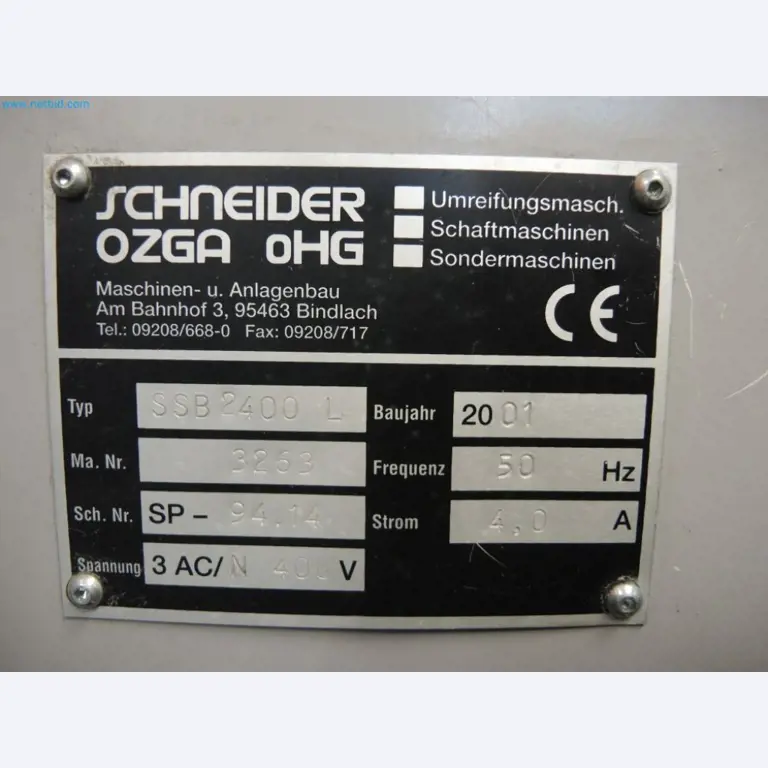 www.netbid.com
SCHNEIDER
OZGA oHG
Umreifungsmasch.
Schaftmaschinen
Sondermaschinen
Maschinen- u. Anlagenbau
Am Bahnhof 3, 95463 Bindlach
Tel.: 09208/668-0 Fax: 09208/717
CE
Typ SSB 2400 L Baujahr 2001
Ma. Nr. 3263 Frequenz 50 Hz
Sch. Nr. SP - 94.14 Strom 4,0 A
Spannung 3 AC/N 400 V